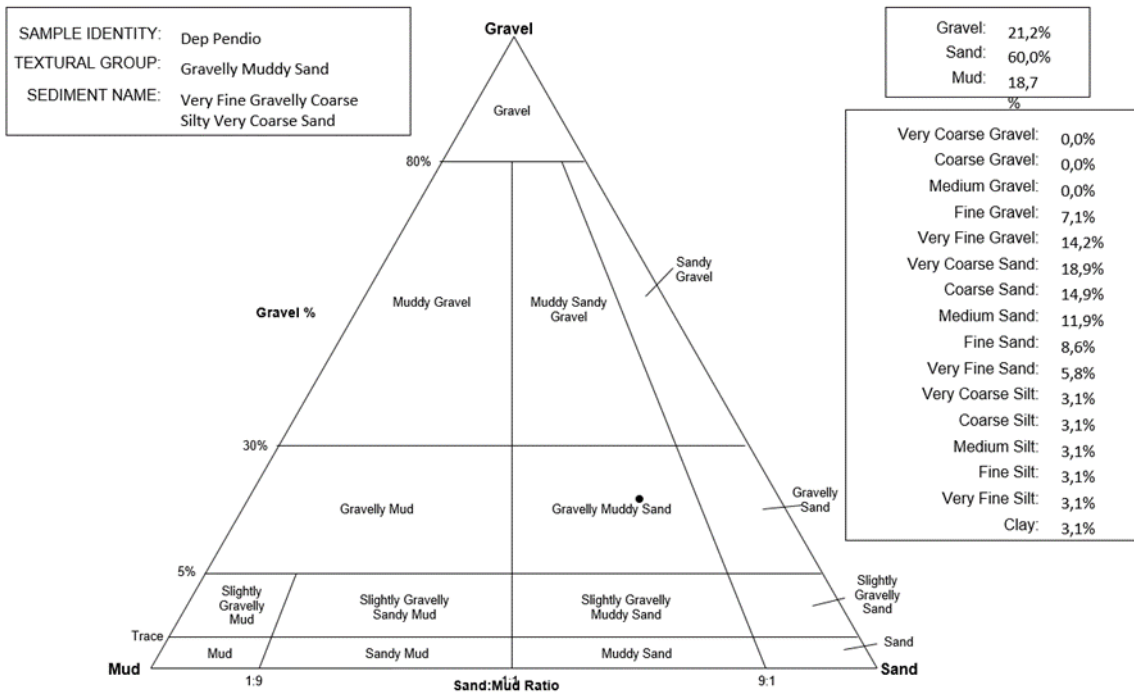 SAMPLE IDENTITY: Dep Pendio
TEXTURAL GROUP: Gravelly Muddy Sand
SEDIMENT NAME: Very Fine Gravelly Coarse
Silty Very Coarse Sand
Gravel
Gravel: 21,2%
Sand: 60,0%
Mud: 18,7
%
Gravel
80%
Very Coarse Gravel: 0,0%
Coarse Gravel: 0,0%
Medium Gravel: 0,0%
Fine Gravel: 7,1%
Very Fine Gravel: 14,2%
Very Coarse Sand: 18,9%
Coarse Sand: 14,9%
Medium Sand: 11,9%
Fine Sand: 8,6%
Very Fine Sand: 5,8%
Very Coarse Silt: 3,1%
Coarse Silt: 3,1%
Medium Silt: 3,1%
Fine Silt: 3,1%
Very Fine Silt: 3,1%
Clay: 3,1%
Sandy
Gravel
Gravel %
Muddy Gravel
Muddy Sandy
Gravel
30%
Gravelly Mud
Gravelly Muddy Sand
Gravelly
Sand
5%
Slightly
Gravelly
Mud
Slightly Gravelly
Sandy Mud
Slightly Gravelly
Muddy Sand
Slightly
Gravelly
Sand
Trace
Mud
Sandy Mud
Muddy Sand
Sand
Mud
1:9
1:1
9:1
Sand
Sand:Mud Ratio